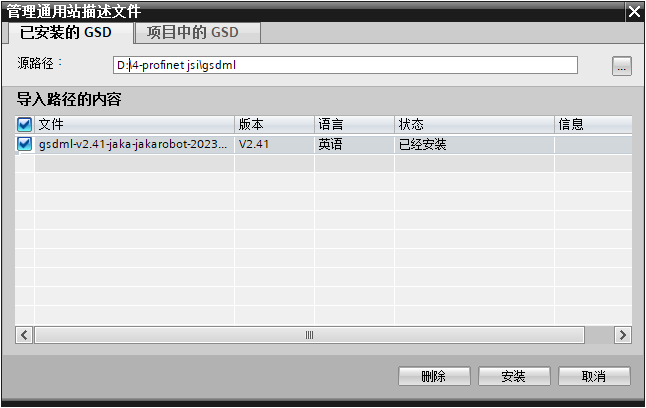 管理通用站描述文件
已安装的 GSD
项目中的 GSD
源路径：
D:\4-profinet jsi\gsdml
...
导入路径的内容
文件 版本 语言 状态 信息
gsdml-v2.41-jaka-jakarobot-2023... V2.41 英语 已经安装
删除 安装 取消